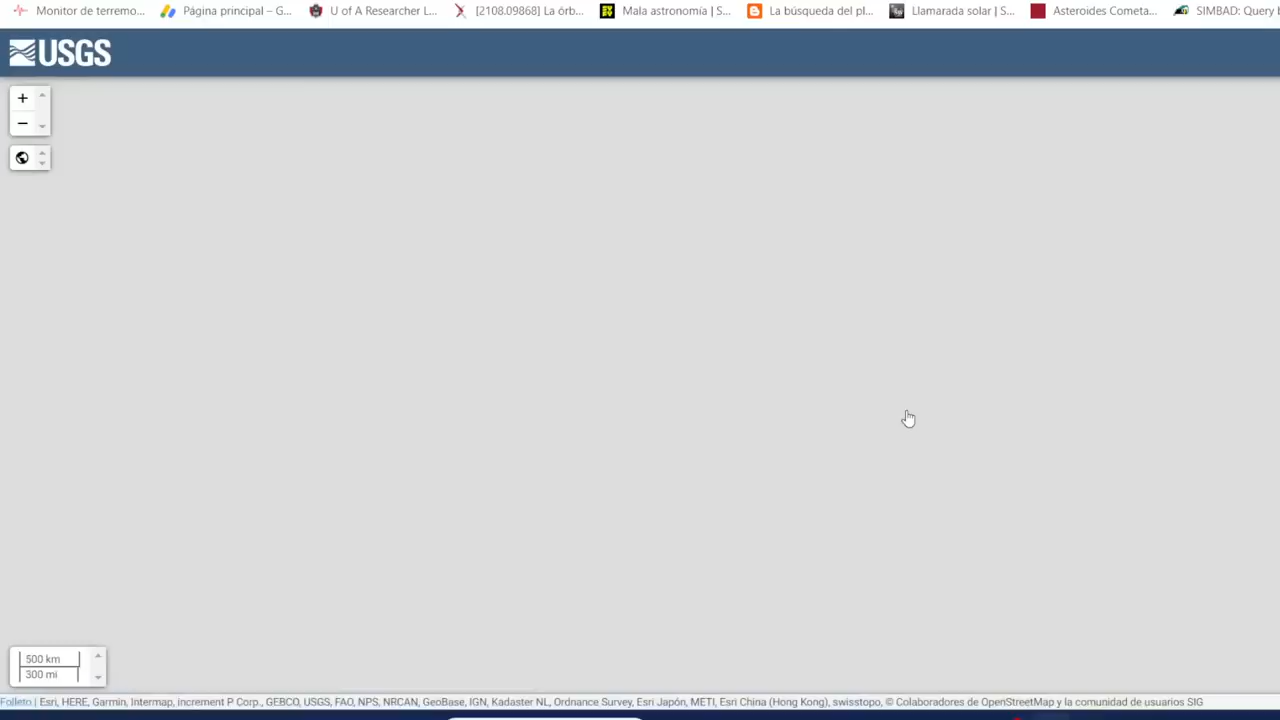 Monitor de terremo... Página principal – G... U of A Researcher L... [2108.09868] La órb... Mala astronomía | S... La búsqueda del pl... Llamarada solar | S... Asteroides Cometa... SIMBAD: Query
USGS
+
−
500 km
300 mi
Folleto | Esri, HERE, Garmin, Intermap, increment P Corp., GEBCO, USGS, FAO, NPS, NRCAN, GeoBase, IGN, Kadaster NL, Ordnance Survey, Esri Japón, METI, Esri China (Hong Kong), swisstopo, © Colaboradores de OpenStreetMap y la comunidad de usuarios SIG